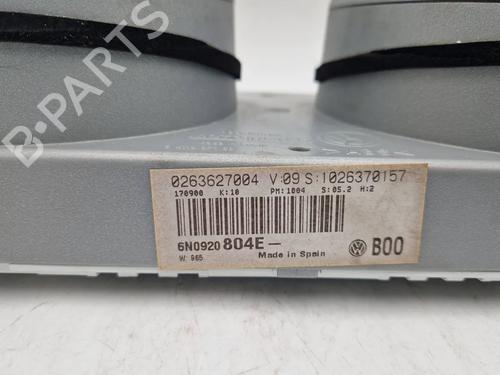 0263627004 V:09 S:1026370157
170900 K:10 PM:1004 S:05.2 H:2
6N0920 804E –
W: 965 Made in Spain B00
B-PARTS